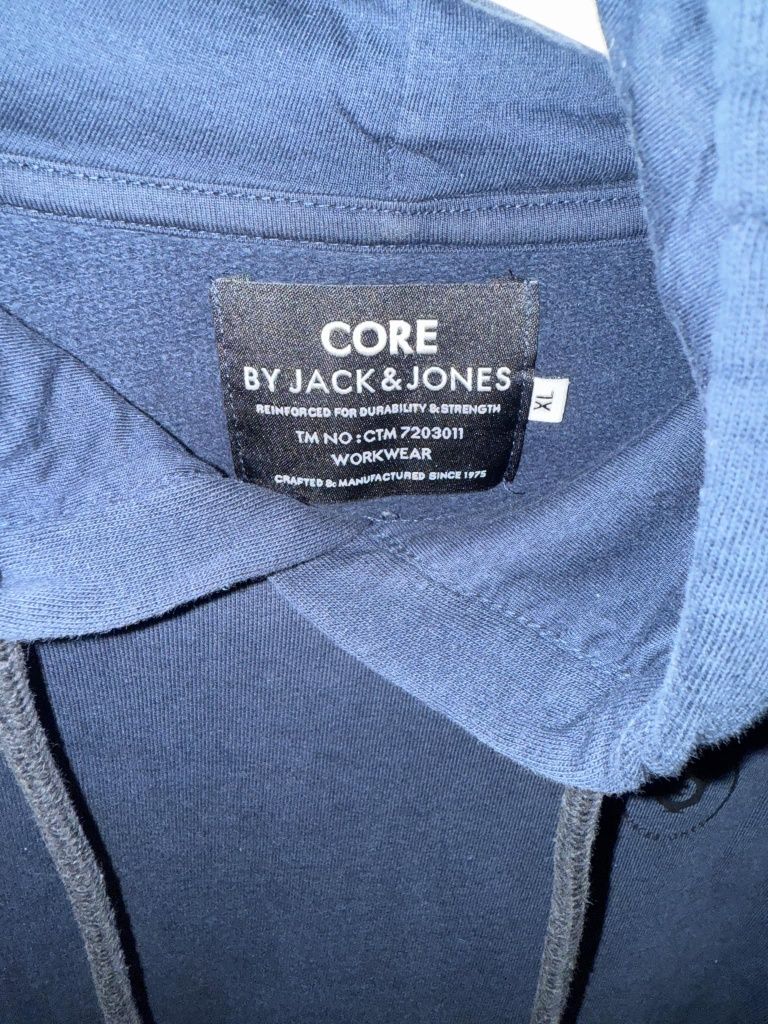 CORE
BY JACK & JONES
REINFORCED FOR DURABILITY & STRENGTH
TM NO : CTM 7203011
WORKWEAR
CRAFTED & MANUFACTURED SINCE 1975
XL